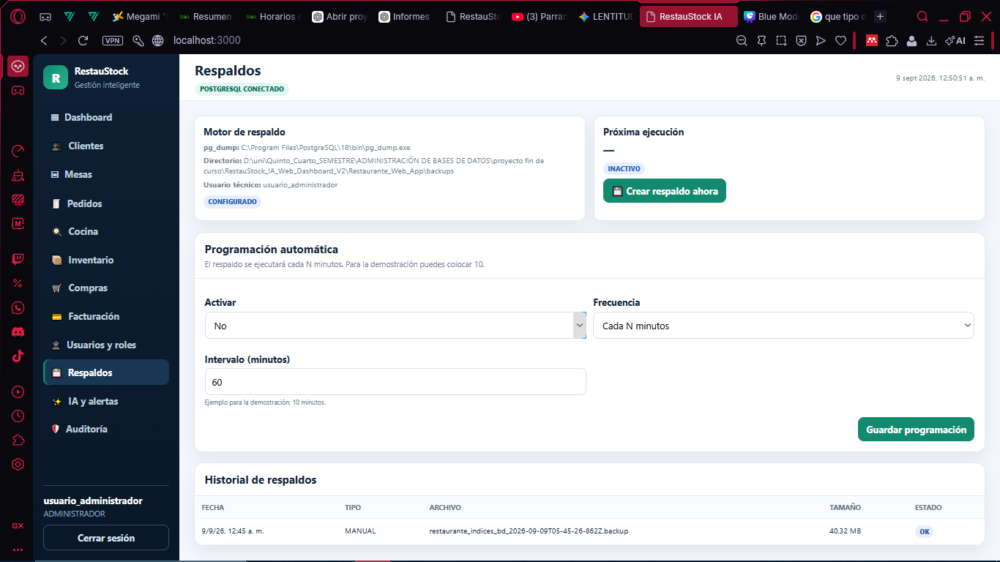 Megami "
SGA Resumen
SGA Horarios
Abrir proy
Informes
RestauSto
(3) Parran
LENTITUD
RestauStock IA
Blue Mode
que tipo d
VPN
localhost:3000
AI
R
RestauStock
Gestión inteligente
Dashboard
Clientes
Mesas
Pedidos
Cocina
Inventario
Compras
Facturación
Usuarios y roles
Respaldos
IA y alertas
Auditoría
usuario_administrador
ADMINISTRADOR
Cerrar sesión
GX
Respaldos
POSTGRESQL CONECTADO
9 sept 2026, 12:50:51 a. m.
Motor de respaldo
pg_dump: C:\Program Files\PostgreSQL\18\bin\pg_dump.exe
Directorio: D:\uni\Quinto_Cuarto_SEMESTRE\ADMINISTRACIÓN DE BASES DE DATOS\proyecto fin de
curso\RestauStock_IA_Web_Dashboard_V2\Restaurante_Web_App\backups
Usuario técnico: usuario_administrador
CONFIGURADO
Próxima ejecución
—
INACTIVO
Crear respaldo ahora
Programación automática
El respaldo se ejecutará cada N minutos. Para la demostración puedes colocar 10.
Activar
No
Frecuencia
Cada N minutos
Intervalo (minutos)
60
Ejemplo para la demostración: 10 minutos.
Guardar programación
Historial de respaldos
FECHA TIPO ARCHIVO TAMAÑO ESTADO
9/9/26, 12:45 a. m. MANUAL restaurante_indices_bd_2026-09-09T05-45-26-862Z.backup 40.32 MB OK